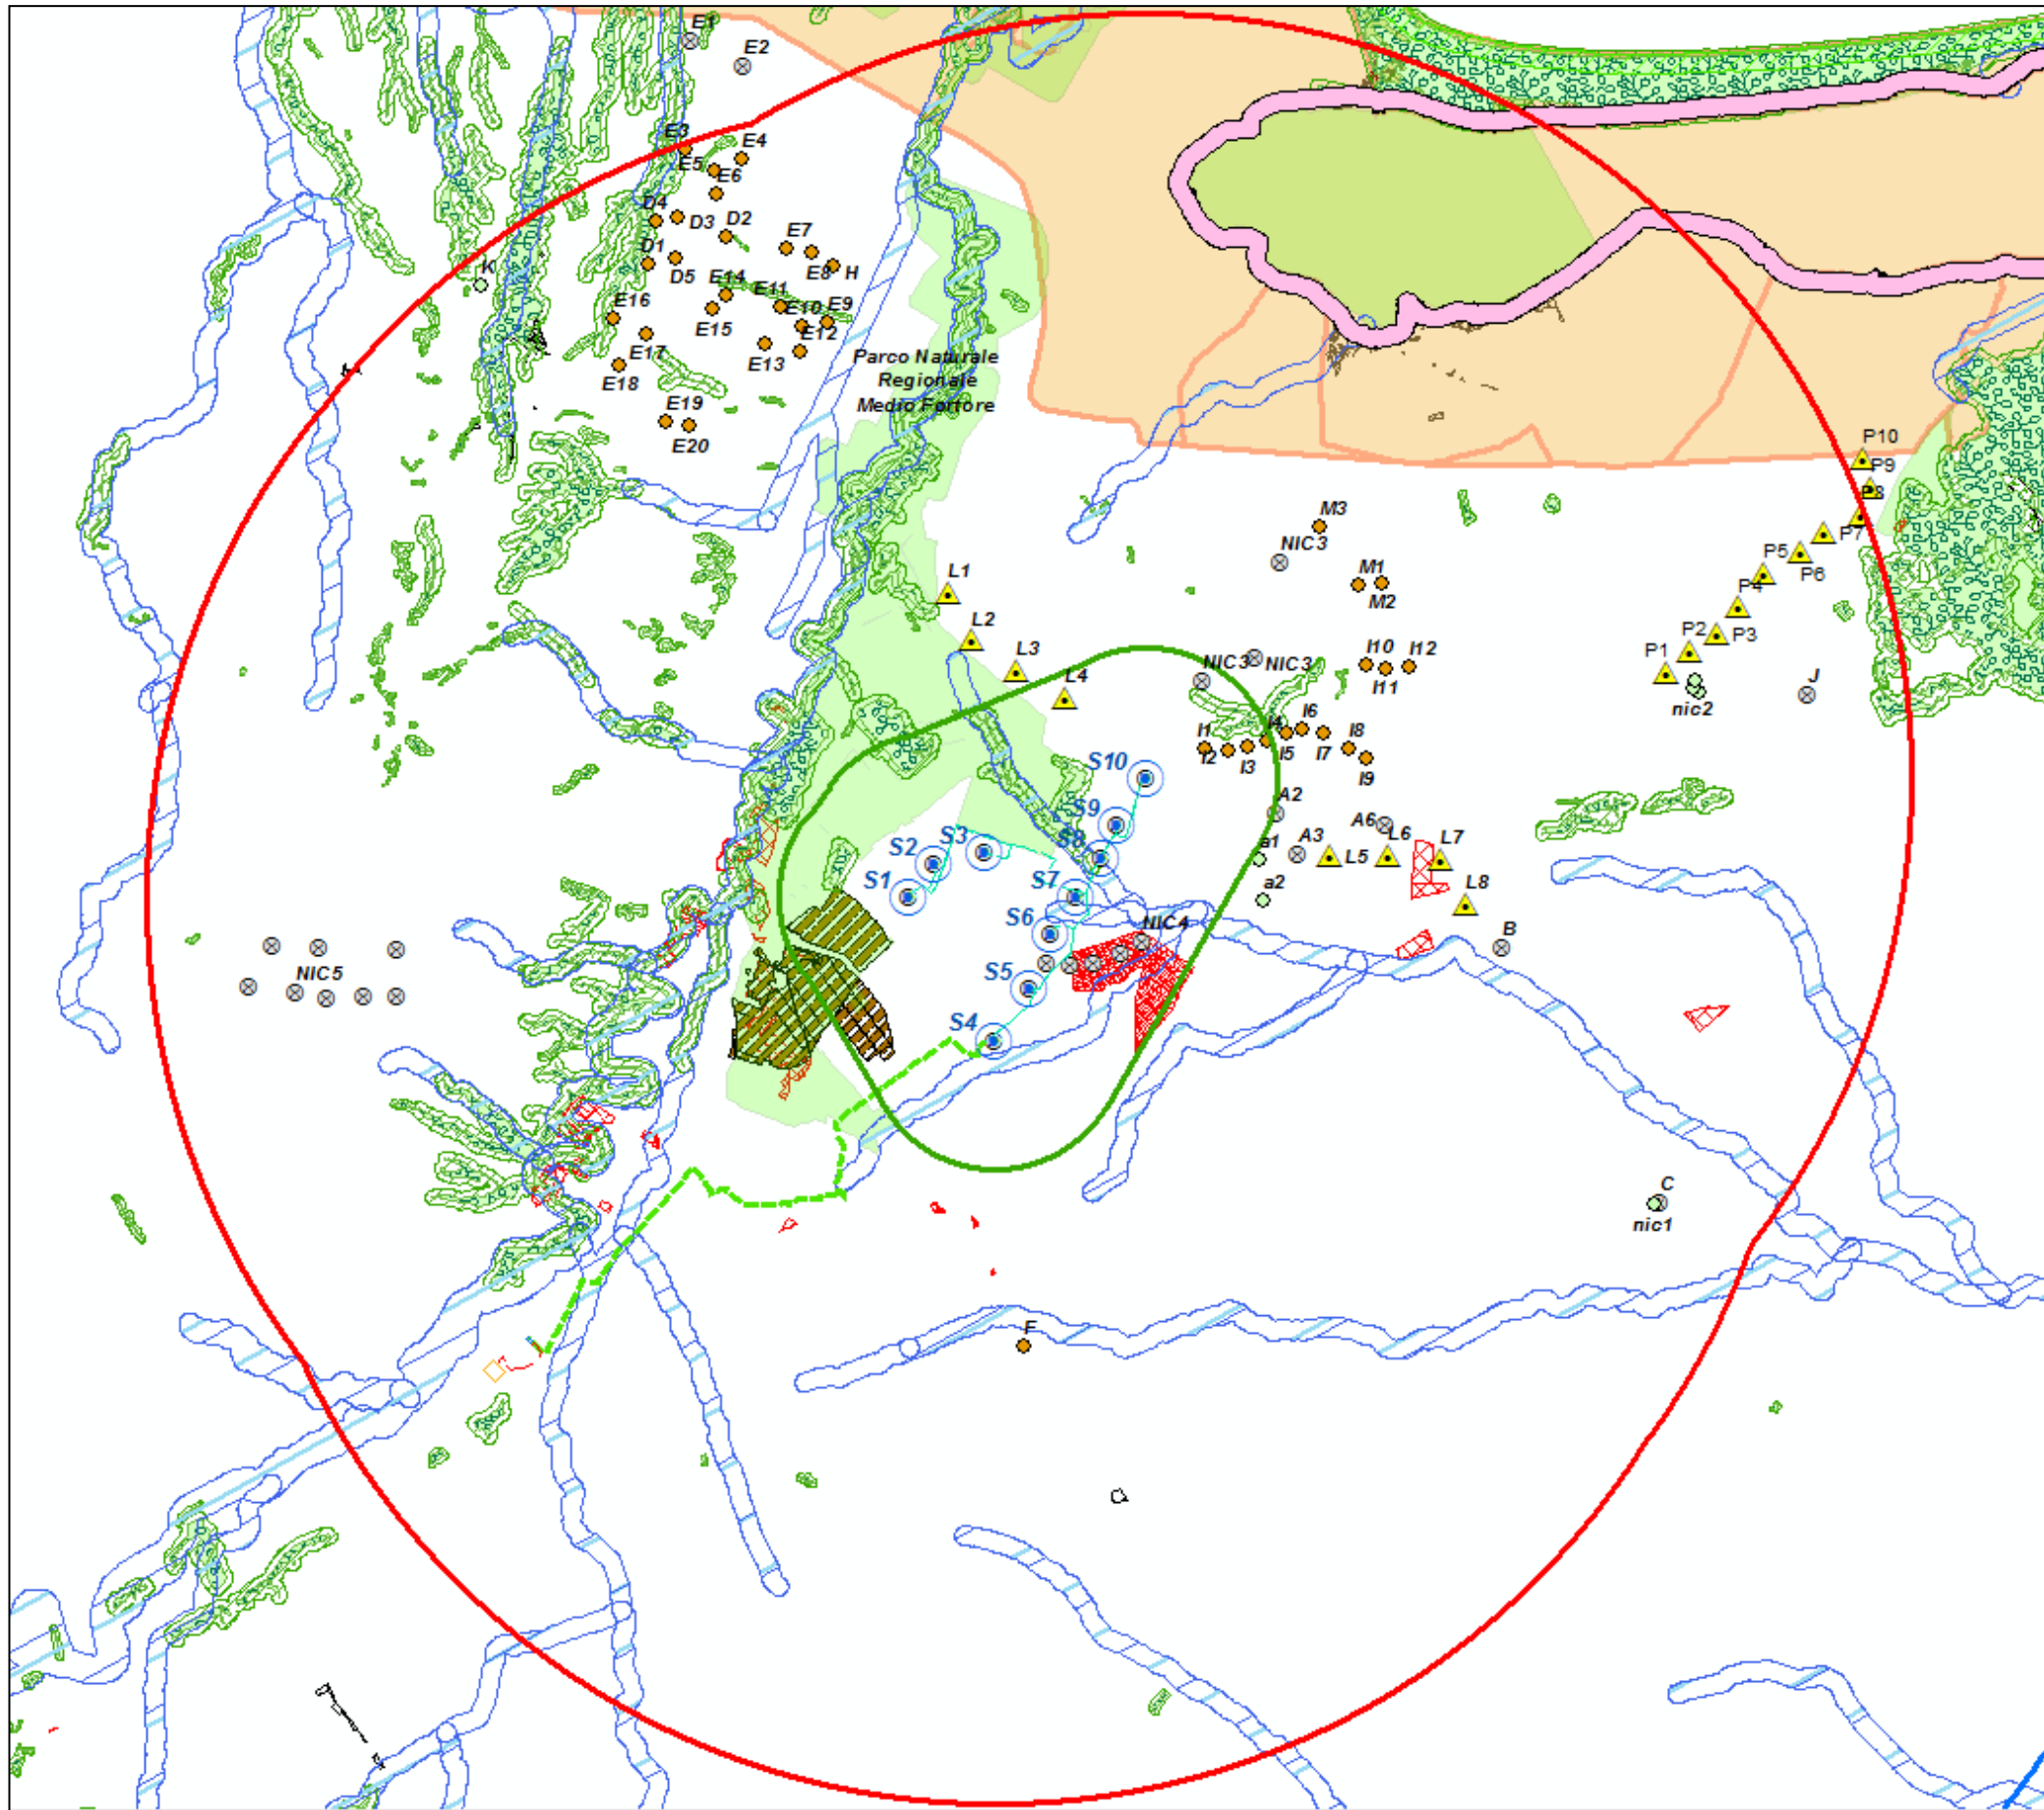 E1
E2
E3
E4
E5
E6
D4
D3
D2
E7
D1
D5
E8
H
K
E14
E11
E16
E10
E9
E15
E12
E17
E13
E18
Parco Naturale
Regionale
Medio Fortore
E19
E20
P10
P9
P8
M3
P7
NIC3
P5
P6
L1
M1
P4
M2
L2
P2
P3
I10
I12
L3
NIC3
NIC3
P1
I11
L4
J
nic2
I6
I4
I1
I8
I5
I7
I2
I3
S10
I9
A2
S9
A6
S3
S8
a1
A3
L6
L7
S2
L5
S1
S7
a2
L8
S6
NIC4
B
S5
NIC5
S4
C
nic1
F